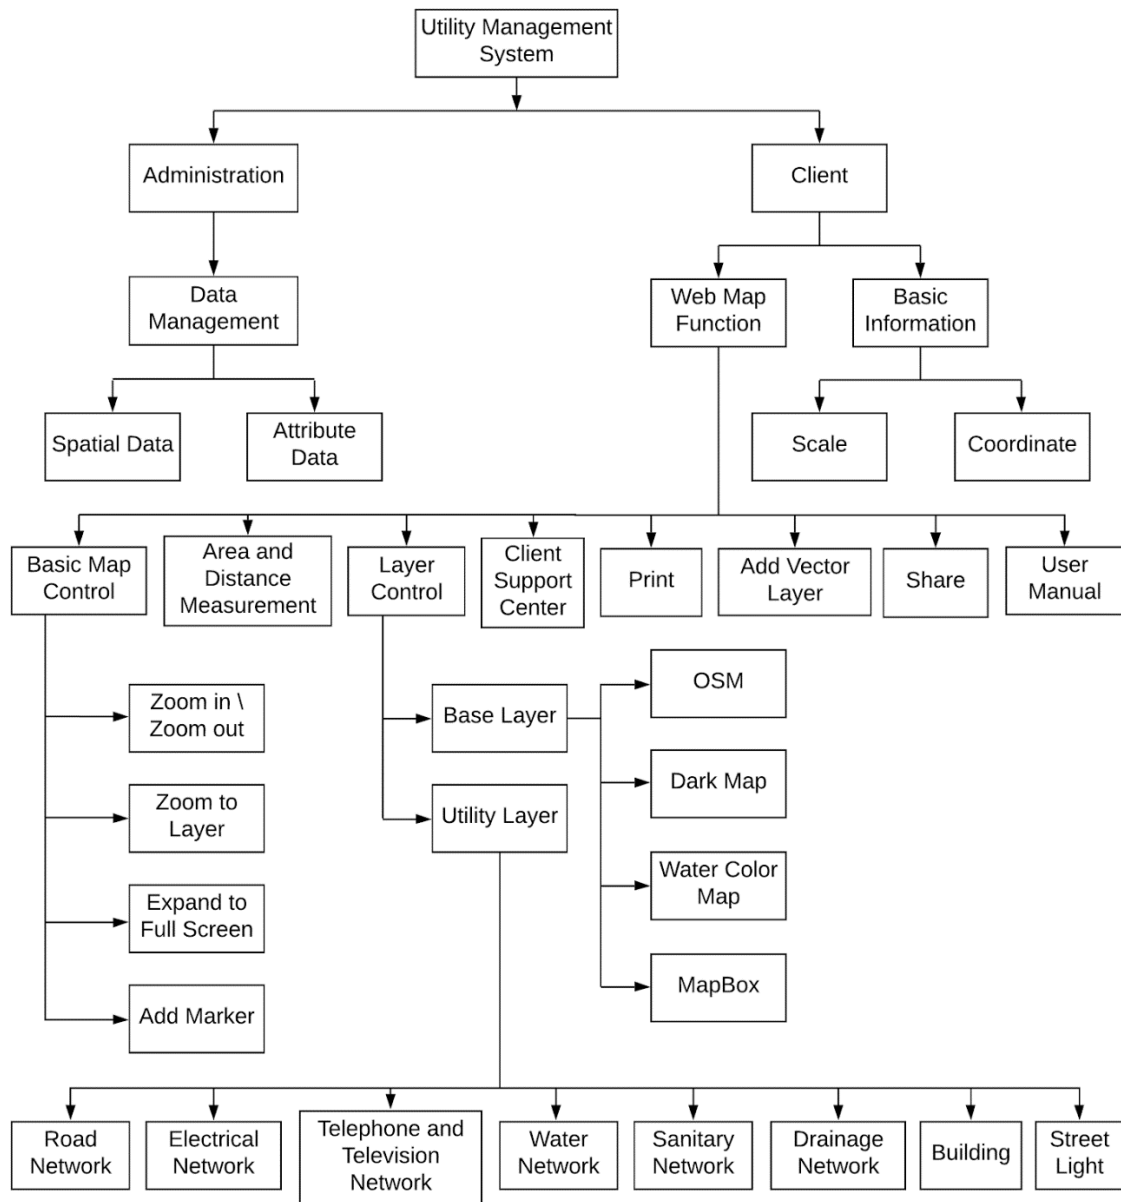 Utility Management
System
Administration
Client
Data
Management
Web Map
Function
Basic
Information
Spatial Data
Attribute
Data
Scale
Coordinate
Basic Map
Control
Area and
Distance
Measurement
Layer
Control
Client
Support
Center
Print
Add Vector
Layer
Share
User
Manual
Zoom in \
Zoom out
Zoom to
Layer
Expand to
Full Screen
Add Marker
Base Layer
Utility Layer
OSM
Dark Map
Water Color
Map
MapBox
Road
Network
Electrical
Network
Telephone and
Television
Network
Water
Network
Sanitary
Network
Drainage
Network
Building
Street
Light